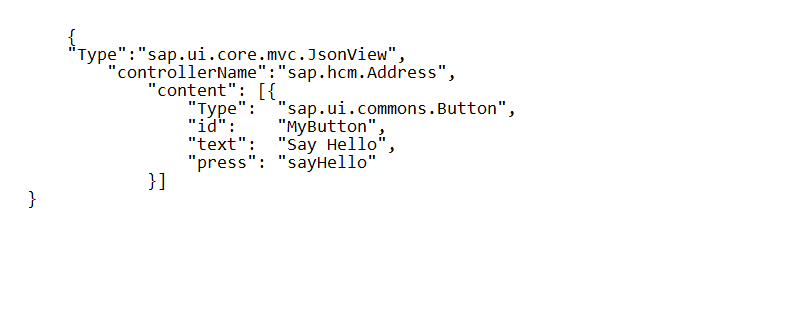 {
"Type":"sap.ui.core.mvc.JsonView",
"controllerName":"sap.hcm.Address",
"content": [{
"Type":  "sap.ui.commons.Button",
"id":    "MyButton",
"text":  "Say Hello",
"press": "sayHello"
}]
}